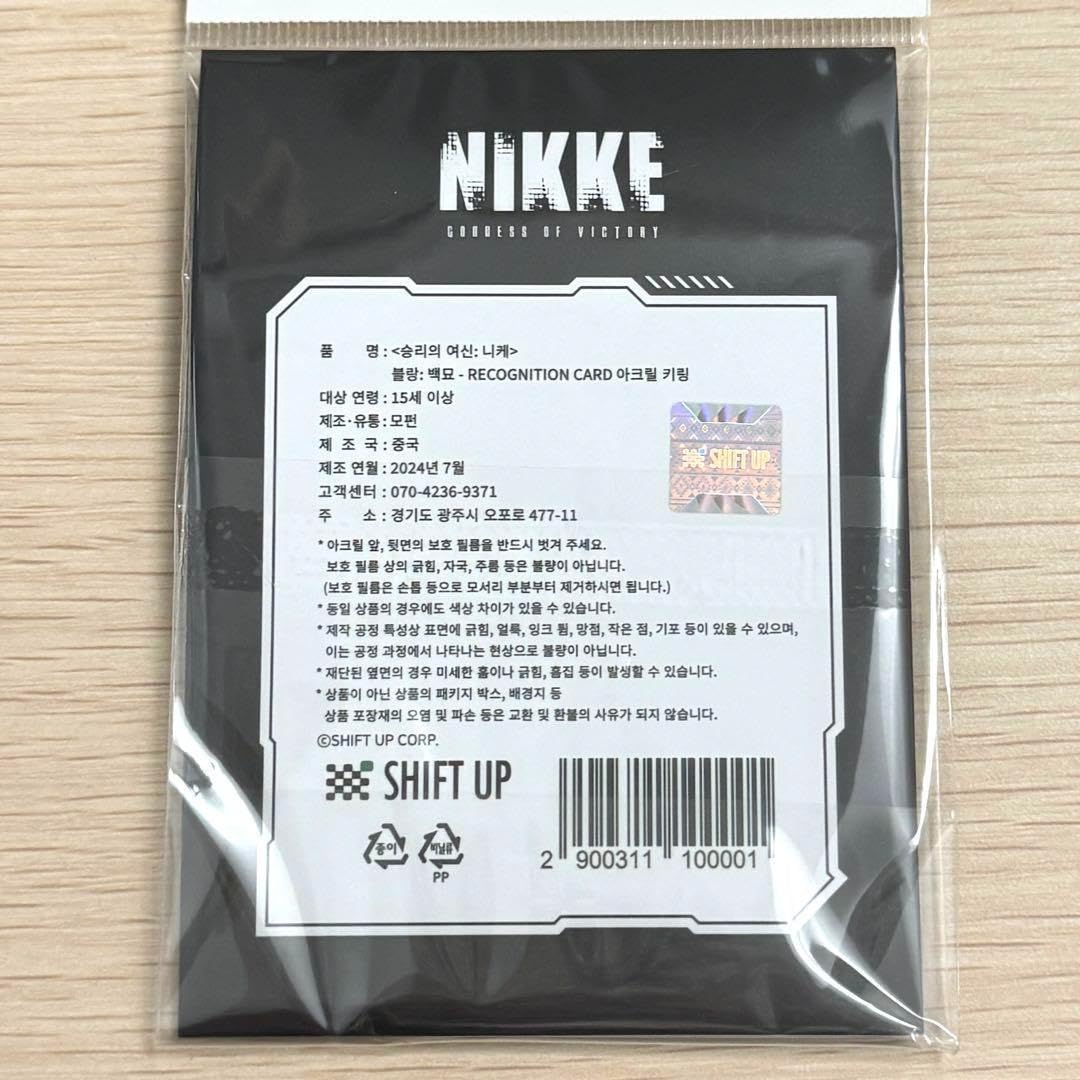 NIKKE
GODDESS OF VICTORY
품 명 : <승리의 여신: 니케>
블랑: 백묘 - RECOGNITION CARD 아크릴 키링
대상 연령 : 15세 이상
제조·유통 : 모펀
제 조 국 : 중국
제조 연월 : 2024년 7월
고객센터 : 070-4236-9371
주 소 : 경기도 광주시 오포로 477-11
SHIFT UP
* 아크릴 앞, 뒷면의 보호 필름을 반드시 벗겨 주세요.
보호 필름 상의 긁힘, 자국, 주름 등은 불량이 아닙니다.
(보호 필름은 손톱 등으로 모서리 부분부터 제거하시면 됩니다.)
* 동일 상품의 경우에도 색상 차이가 있을 수 있습니다.
* 제작 공정 특성상 표면에 긁힘, 얼룩, 잉크 튐, 망점, 작은 점, 기포 등이 있을 수 있으며,
이는 공정 과정에서 나타나는 현상으로 불량이 아닙니다.
* 재단된 옆면의 경우 미세한 홈이나 긁힘, 흠집 등이 발생할 수 있습니다.
* 상품이 아닌 상품의 패키지 박스, 배경지 등
상품 포장재의 오염 및 파손 등은 교환 및 환불의 사유가 되지 않습니다.
©SHIFT UP CORP.
SHIFT UP
종이
비닐류
PP
2 900311 100001